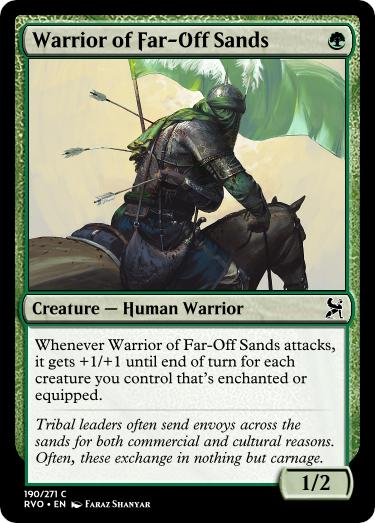 Warrior of Far-Off Sands
Creature — Human Warrior
Whenever Warrior of Far-Off Sands attacks,
it gets +1/+1 until end of turn for each
creature you control that's enchanted or
equipped.
Tribal leaders often send envoys across the
sands for both commercial and cultural reasons.
Often, these exchange in nothing but carnage.
1/2
190/271 C
RVO • EN Faraz Shanyar